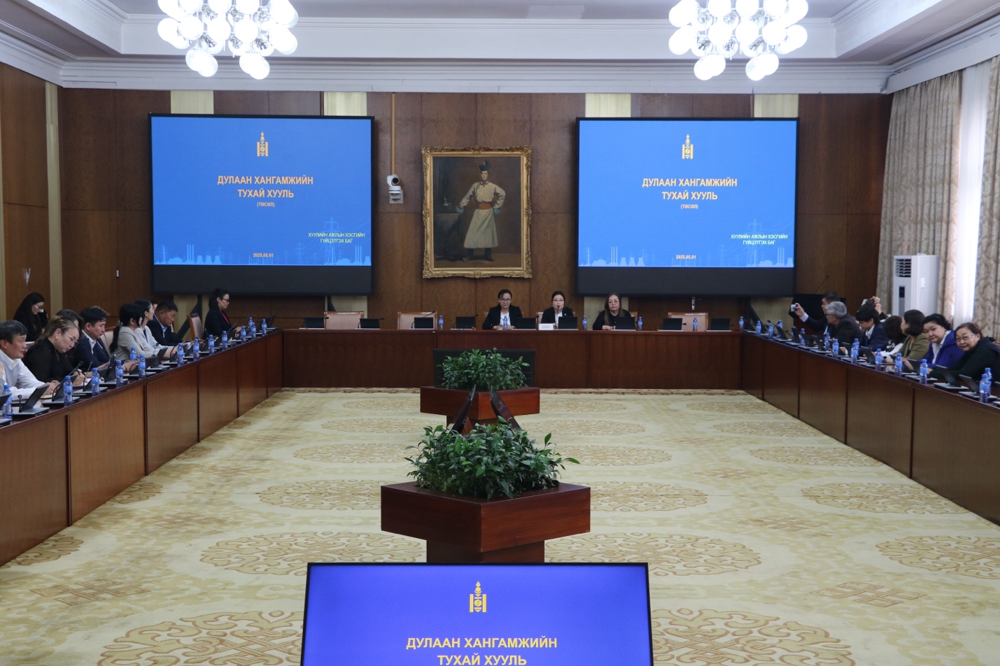 ДУЛААН ХАНГАМЖИЙН
ТУХАЙ ХУУЛЬ
(ТӨСӨЛ)
ХУУЛИЙН АЖЛЫН ХЭСГИЙН
ГҮЙЦЭТГЭХ БАГ
2025.05.01
ДУЛААН ХАНГАМЖИЙН
ТУХАЙ ХУУЛЬ
(ТӨСӨЛ)
ХУУЛИЙН АЖЛЫН ХЭСГИЙН
ГҮЙЦЭТГЭХ БАГ
2025.05.01
ДУЛААН ХАНГАМЖИЙН
ТУХАЙ ХУУЛЬ